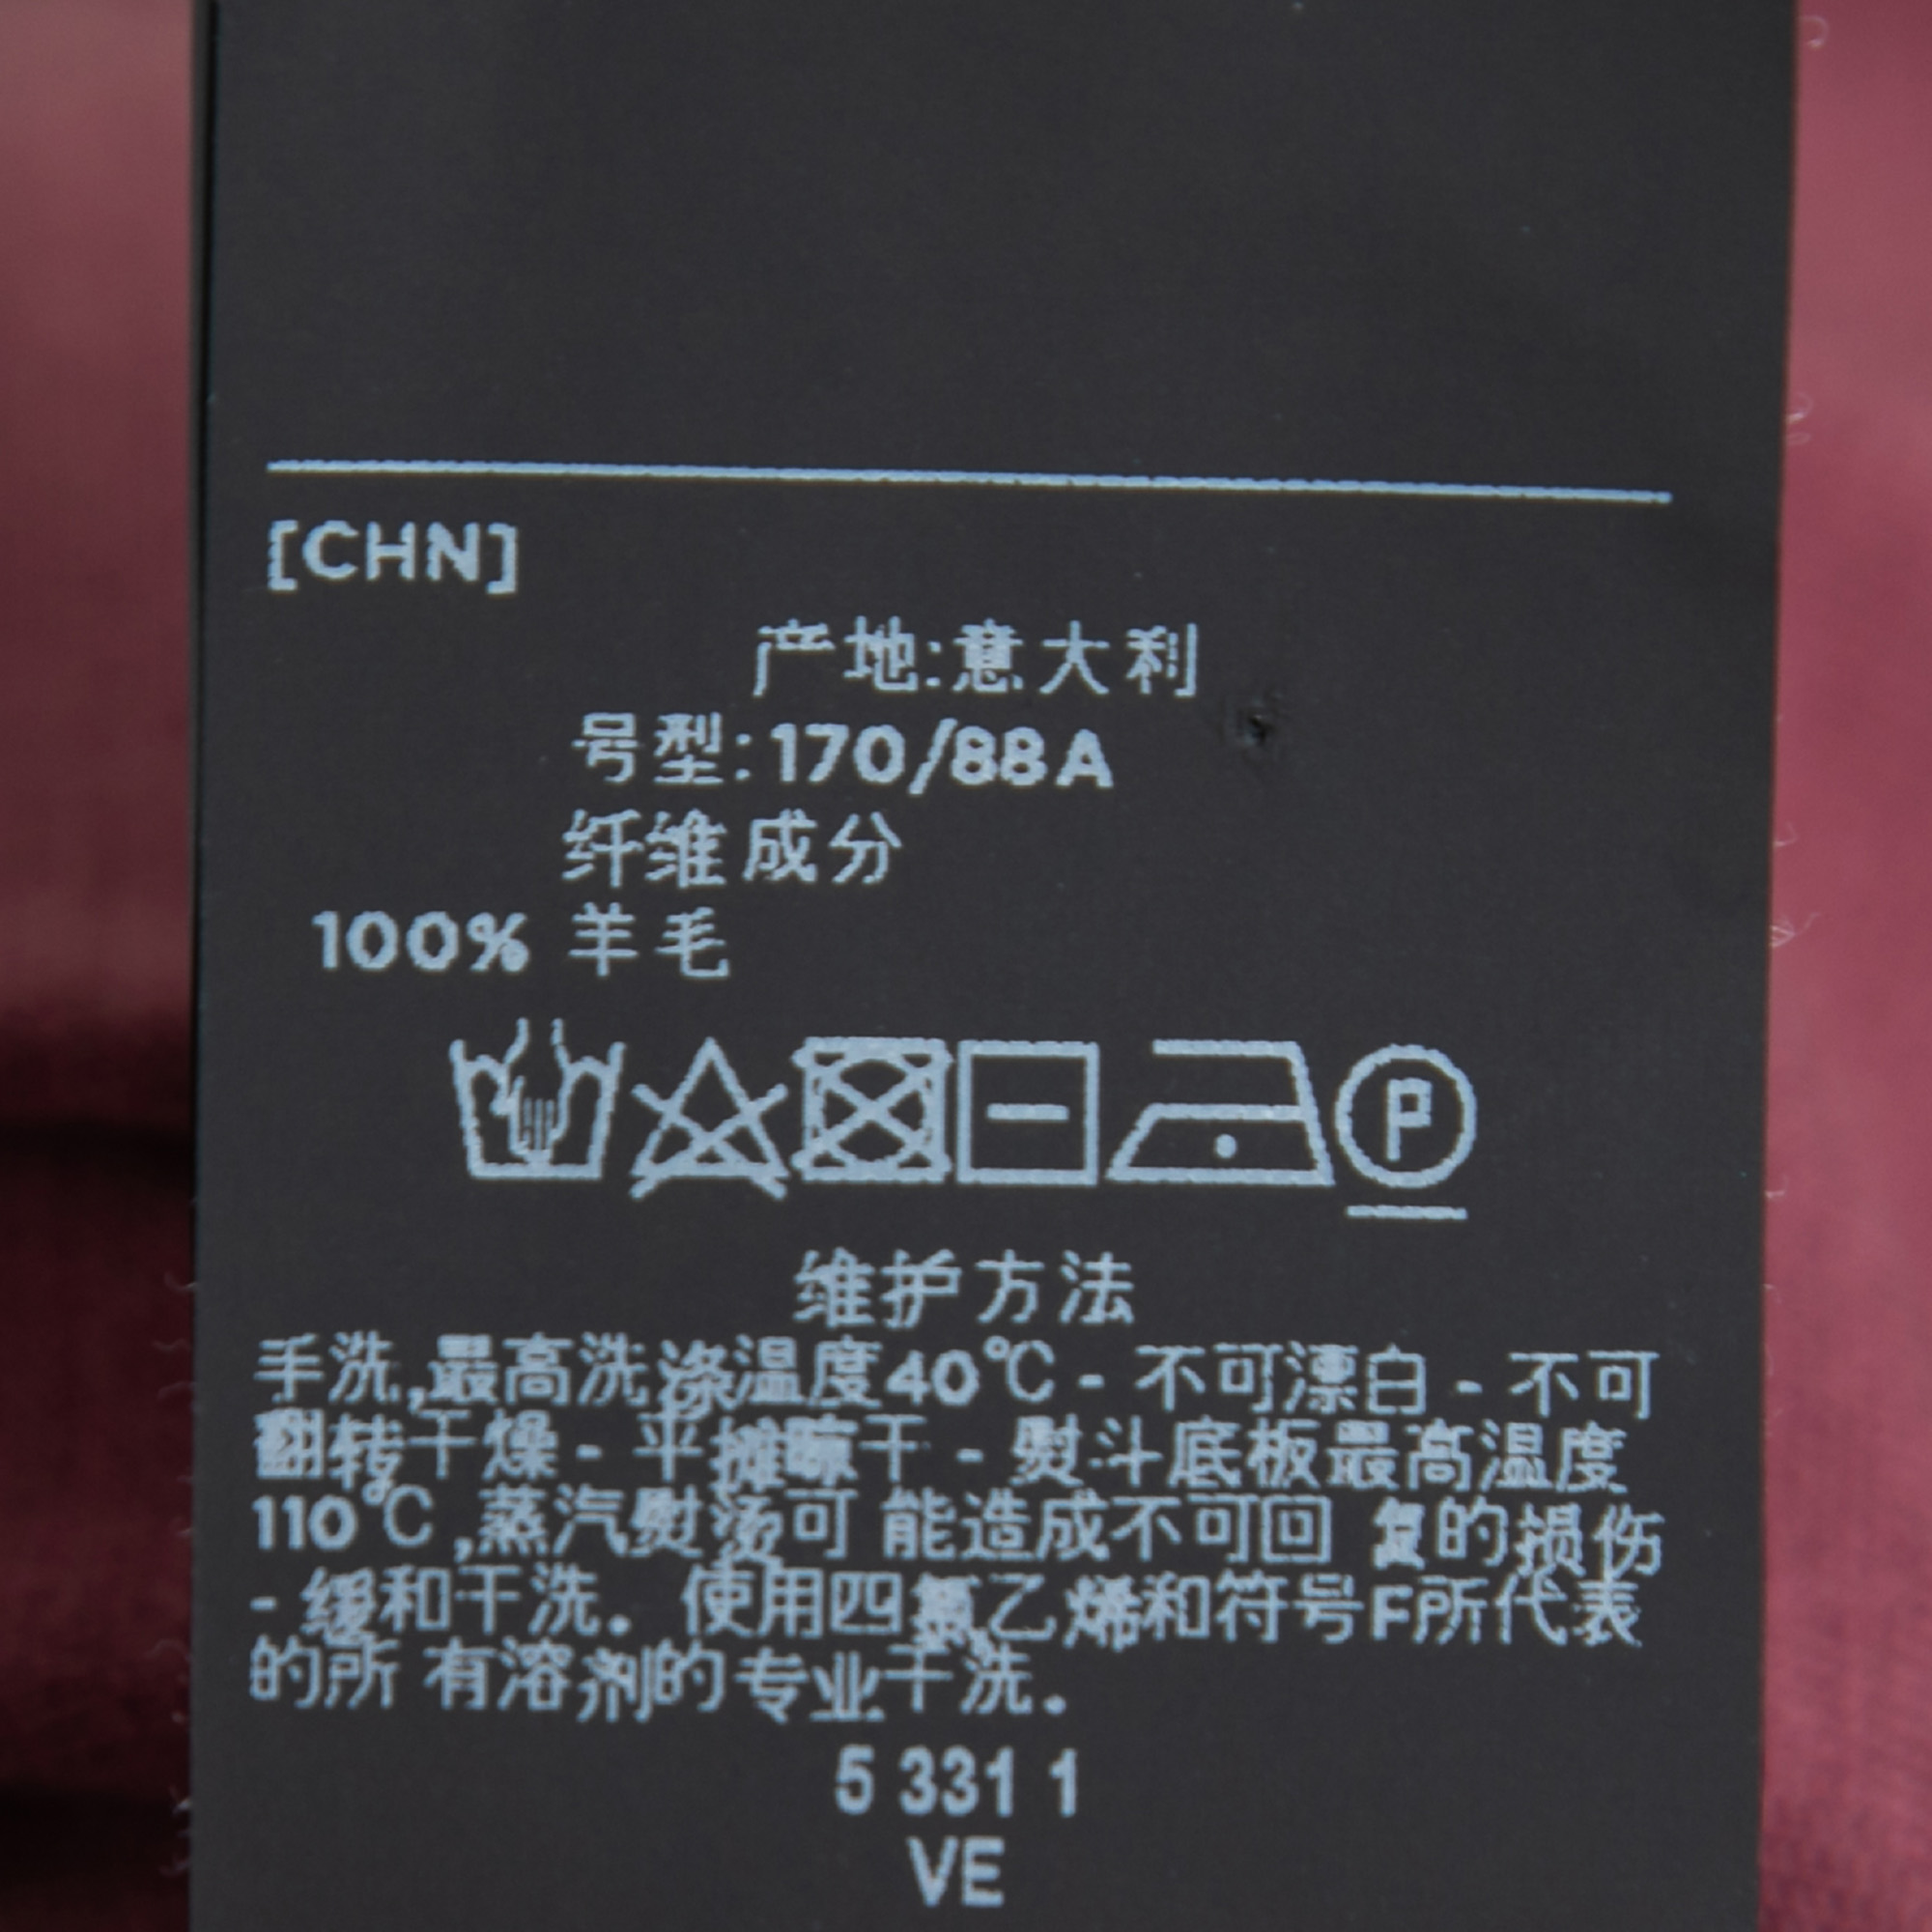 [CHN]
产地:意大利
号型:170/88A
纤维成分
100% 羊毛
P
维护方法
手洗,最高洗涤温度40℃ - 不可漂白 - 不可
翻转干燥 - 平摊晾干 - 熨斗底板最高温度
110℃,蒸汽熨烫可 能造成不可回 复的损伤
- 缓和干洗。使用四氯乙烯和符号F所代表
的所 有溶剂的专业干洗。
5 331 1
VE